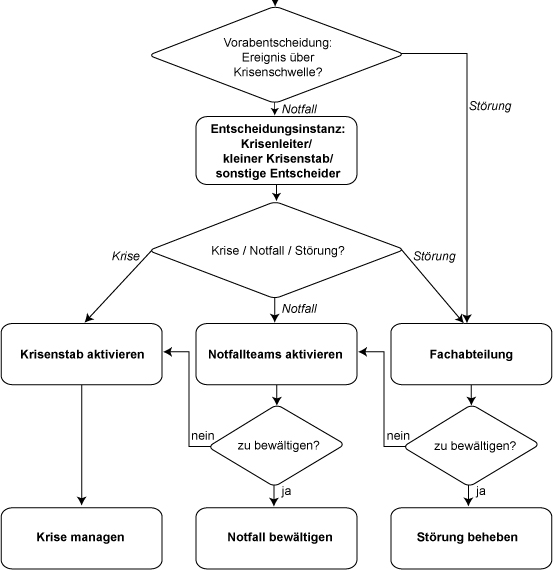 Vorabentscheidung:
Ereignis über
Krisenschwelle?
Notfall
Störung
Entscheidungsinstanz:
Krisenleiter/
kleiner Krisenstab/
sonstige Entscheider
Krise / Notfall / Störung?
Krise
Störung
Notfall
Krisenstab aktivieren
Notfallteams aktivieren
Fachabteilung
nein
zu bewältigen?
nein
zu bewältigen?
ja
ja
Krise managen
Notfall bewältigen
Störung beheben